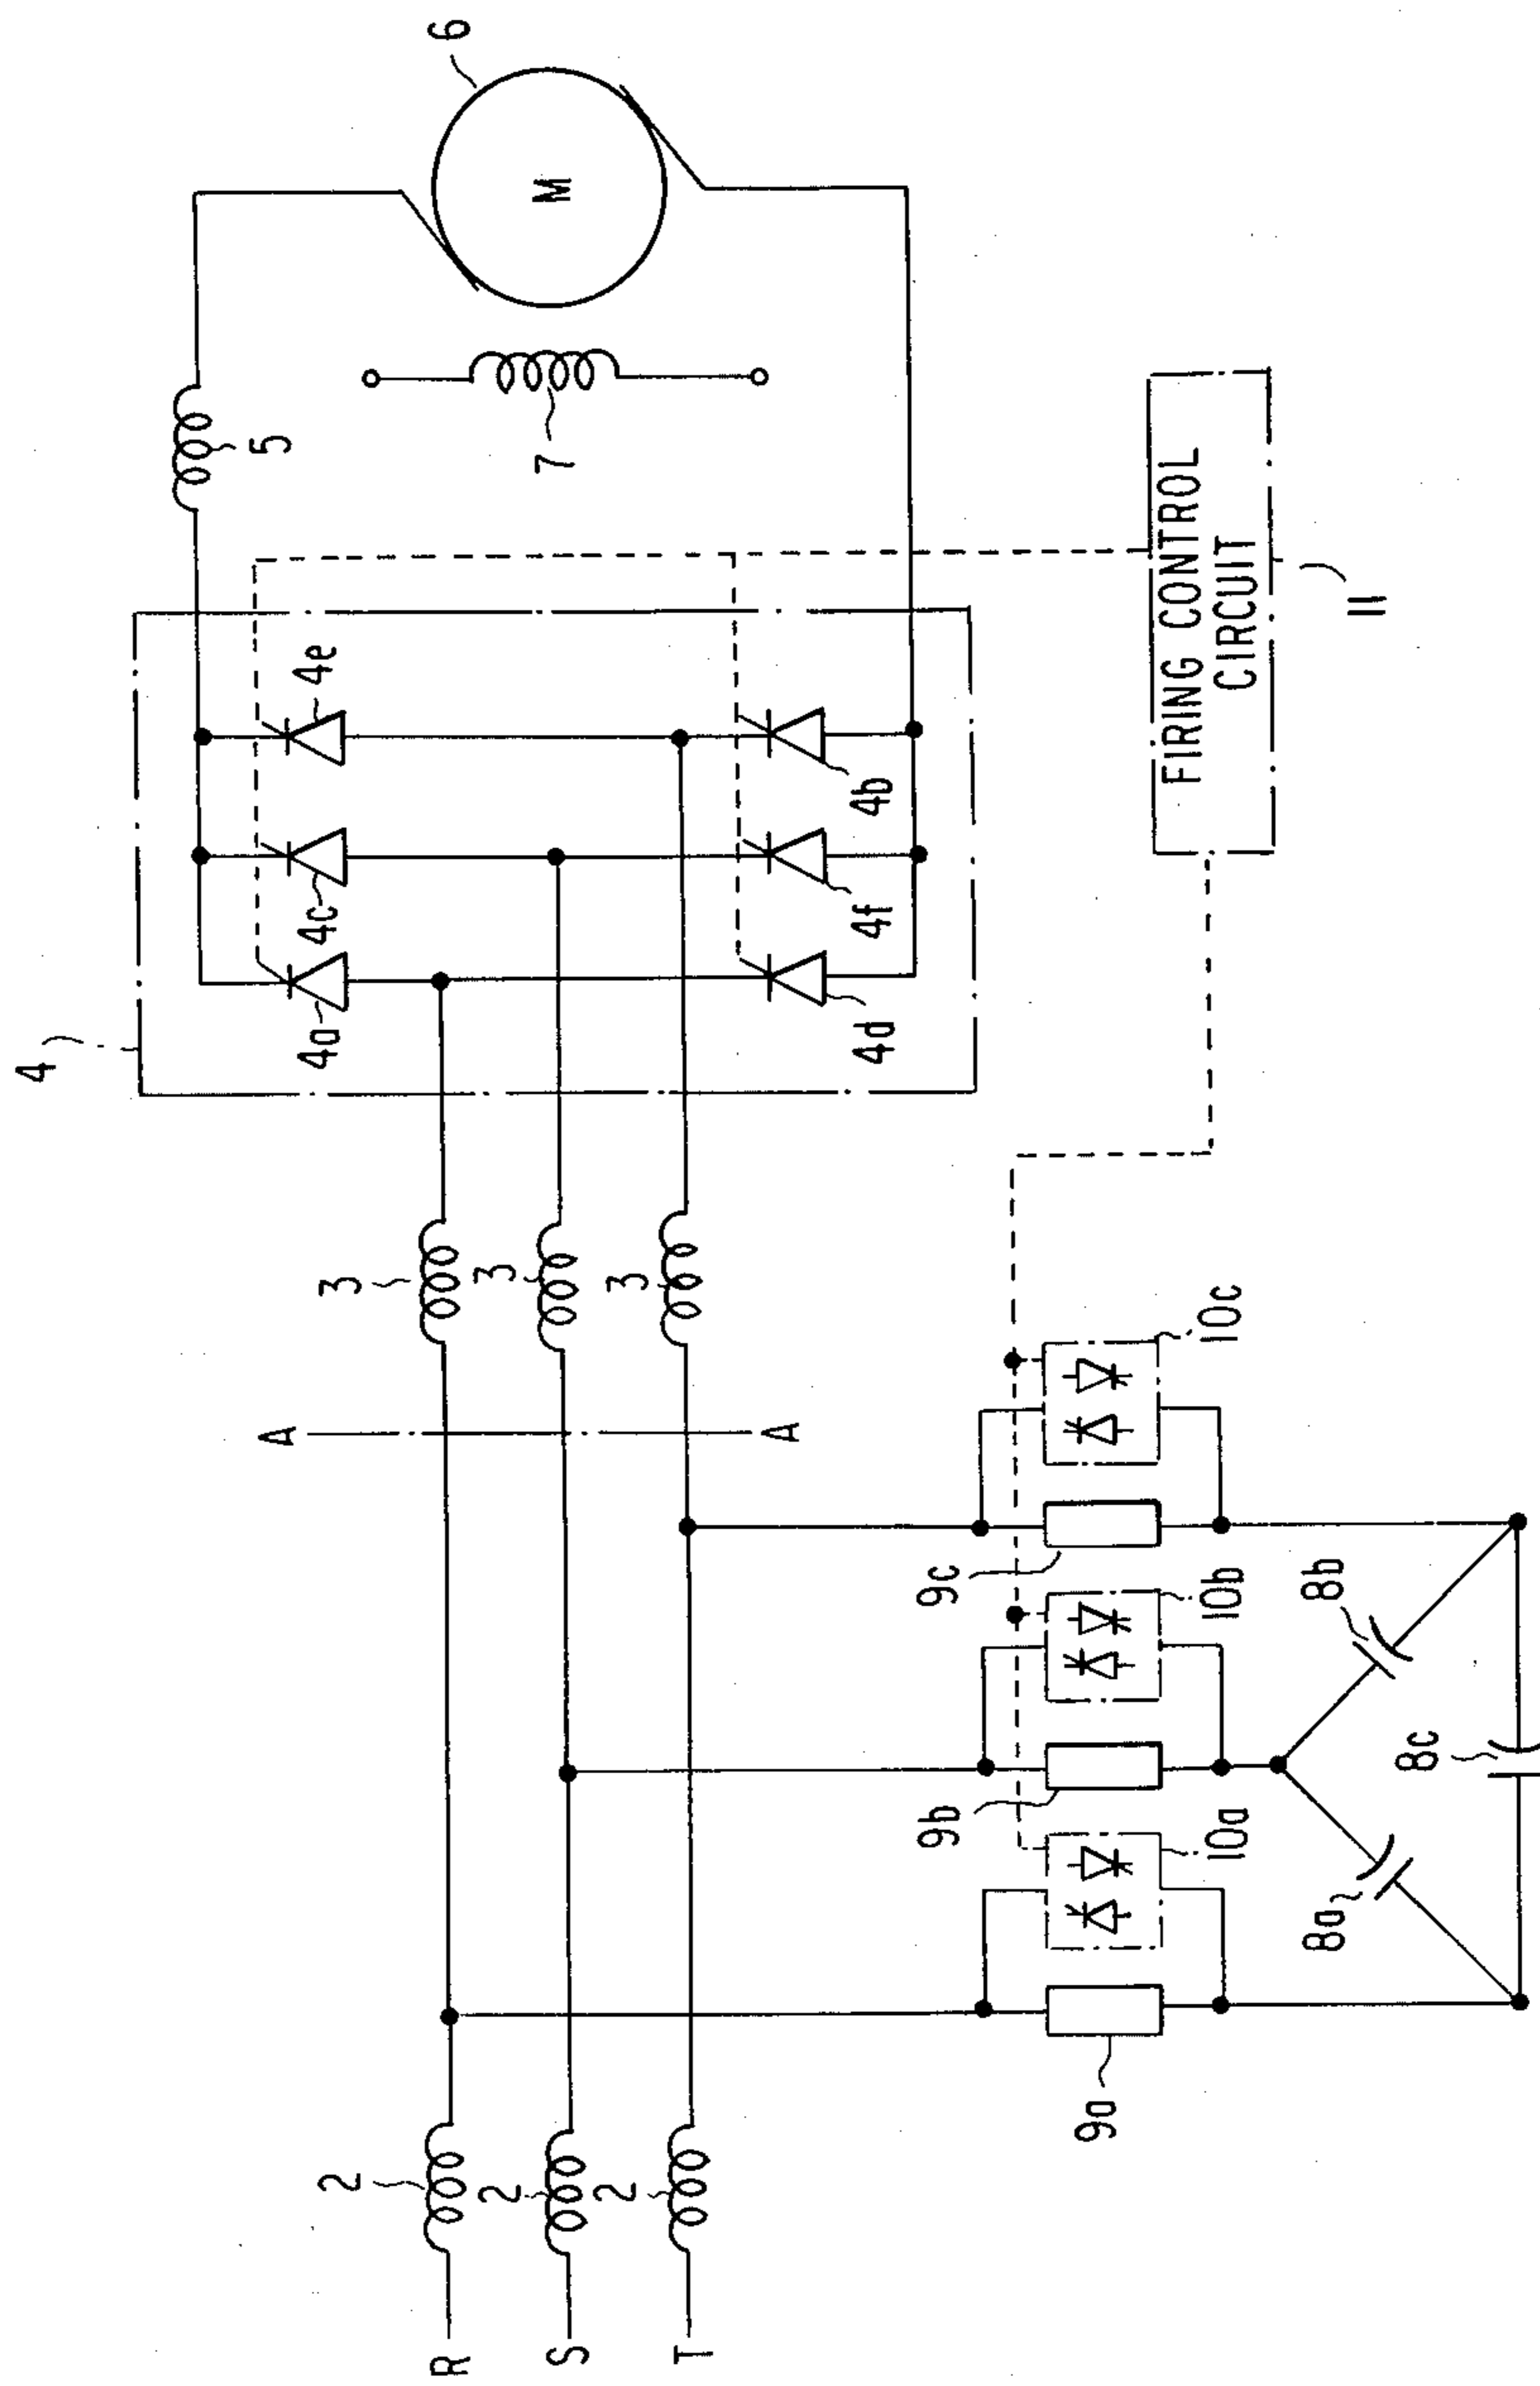 R
S
T
2
2
2
3
3
3
A
A
4
4a
4c
4e
4d
4f
4b
5
6
M
7
9a
9b
9c
10a
10b
10c
8a
8b
8c
FIRING CONTROL
CIRCUIT
11